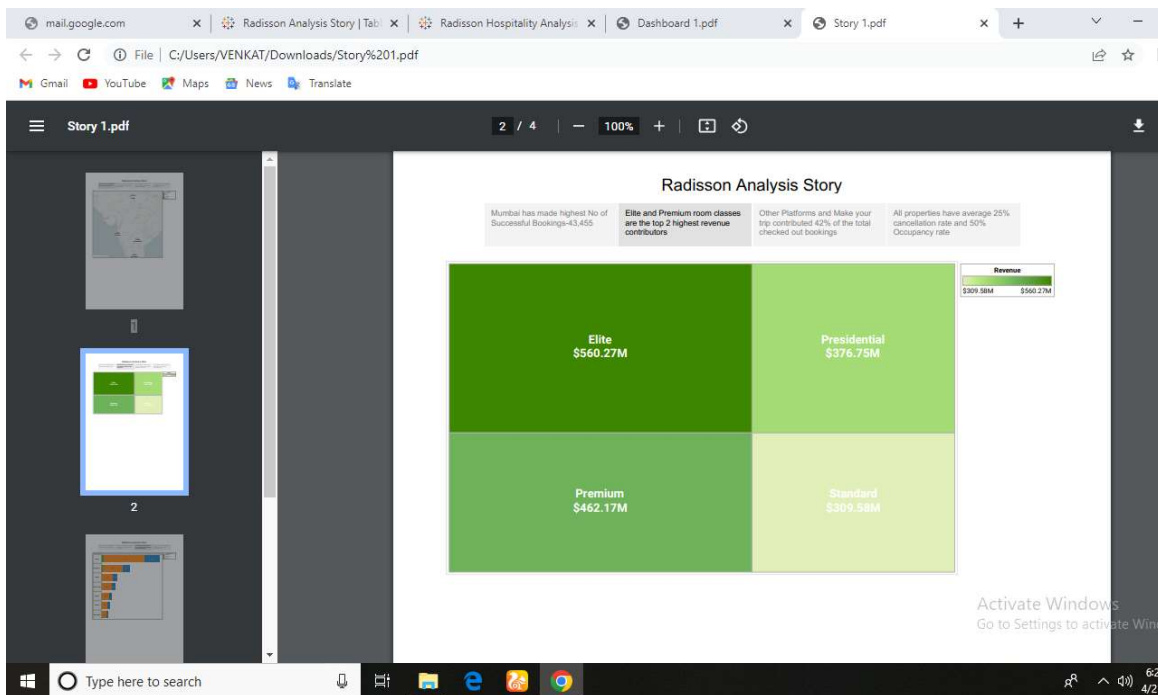 mail.google.com
Radisson Analysis Story | Tab
Radisson Hospitality Analysis
Dashboard 1.pdf
Story 1.pdf
File | C:/Users/VENKAT/Downloads/Story%201.pdf
Gmail YouTube Maps News Translate
Story 1.pdf
2 / 4 | − 100% + |
Radisson Analysis Story
Mumbai has made highest No of
Successful Bookings-43,455
Elite and Premium room classes
are the top 2 highest revenue
contributors
Other Platforms and Make your
trip contributed 42% of the total
checked out bookings
All properties have average 25%
cancellation rate and 50%
Occupancy rate
Revenue
$309.58M $560.27M
Elite
$560.27M
Presidential
$376.75M
Premium
$462.17M
Standard
$309.58M
1
2
Activate Windows
Go to Settings to activate Win
Type here to search
6:2
4/2